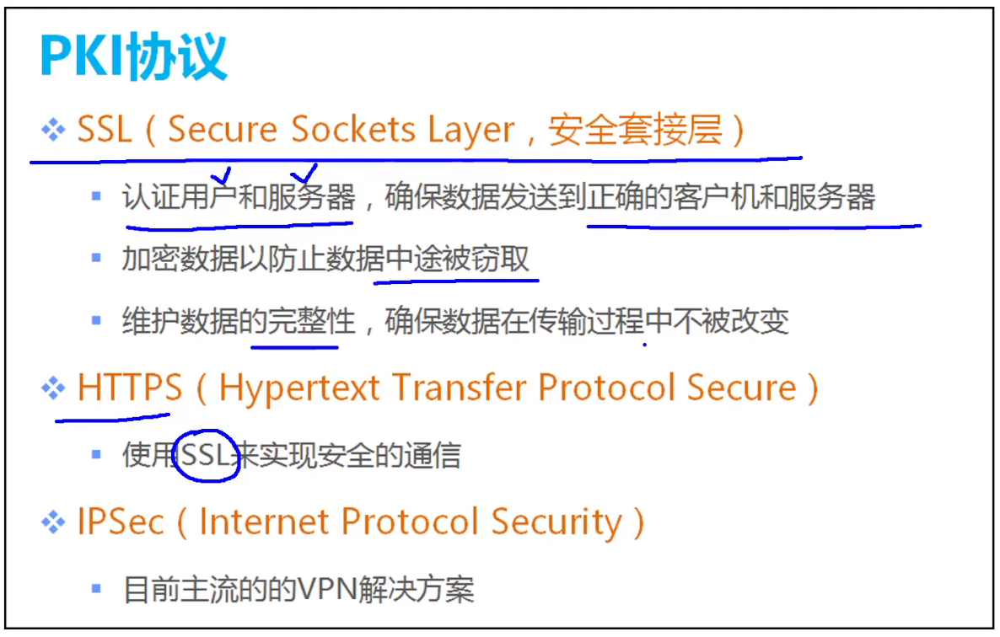 PKI协议
SSL（Secure Sockets Layer，安全套接层）
认证用户和服务器，确保数据发送到正确的客户机和服务器
加密数据以防止数据中途被窃取
维护数据的完整性，确保数据在传输过程中不被改变
HTTPS（Hypertext Transfer Protocol Secure）
使用SSL来实现安全的通信
IPSec（Internet Protocol Security）
目前主流的的VPN解决方案